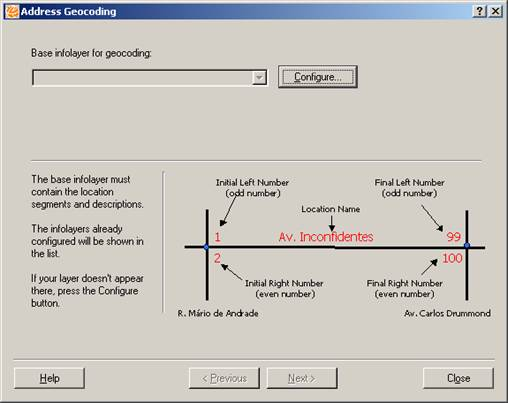 Address Geocoding
Base infolayer for geocoding:
Configure...
The base infolayer must
contain the location
segments and descriptions.
The infolayers already
configured will be shown in
the list.
If your layer doesn't appear
there, press the Configure
button.
Initial Left Number
(odd number)
Final Left Number
(odd number)
Location Name
1
Av. Inconfidentes
99
2
100
Initial Right Number
(even number)
Final Right Number
(even number)
R. Mário de Andrade
Av. Carlos Drummond
Help
< Previous
Next >
Close